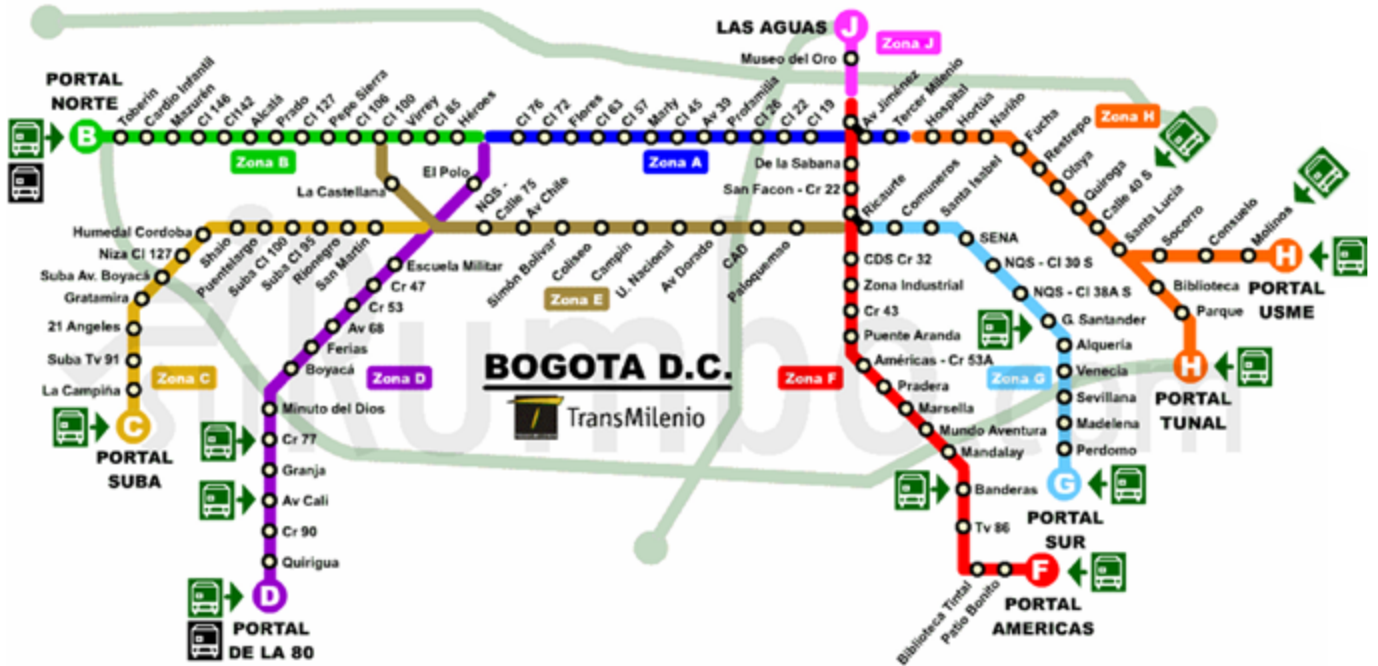 LAS AGUAS
J
Zona J
Museo del Oro
PORTAL
NORTE
B
Toberín
Cardio Infantil
Mazurén
Cl 146
Cl142
Alcalá
Prado
Cl 127
Pepe Sierra
Cl 106
Cl 100
Virrey
Cl 85
Héroes
Cl 76
Cl 72
Flores
Cl 63
Cl 57
Marly
Cl 45
Av 39
Profamilia
Cl 26
Cl 22
Cl 19
Av Jiménez
Tercer Milenio
Hospital
Hortúa
Nariño
Zona H
Fucha
Restrepo
Olaya
Quiroga
Calle 40 S
Santa Lucia
Socorro
Consuelo
Molinos
H
PORTAL
USME
Biblioteca
Parque
H
PORTAL
TUNAL
Zona B
Zona A
El Polo
La Castellana
De la Sabana
San Facon - Cr 22
Ricaurte
Comuneros
Santa Isabel
NQS -
Calle 75
Av Chile
Simón Bolivar
Coliseo
Campin
U. Nacional
Av Dorado
CAD
Paloquemao
Zona E
Humedal Cordoba
Niza Cl 127
Suba Av. Boyacá
Gratamira
21 Angeles
Suba Tv 91
La Campiña
Shaio
Puentelargo
Suba Cl 100
Suba Cl 95
Rionegro
San Martin
Zona C
C
PORTAL
SUBA
Escuela Militar
Cr 47
Cr 53
Av 68
Ferias
Boyacá
Zona D
Minuto del Dios
Cr 77
Granja
Av Cali
Cr 90
Quirigua
D
PORTAL
DE LA 80
BOGOTA D.C.
TransMilenio
CDS Cr 32
Zona Industrial
Cr 43
Puente Aranda
Américas - Cr 53A
Zona F
Pradera
Marsella
Mundo Aventura
Mandalay
Banderas
Tv 86
Biblioteca Tintal
Patio Bonito
F
PORTAL
AMERICAS
SENA
NQS - Cl 30 S
NQS - Cl 38A S
G. Santander
Alquería
Venecia
Sevillana
Madelena
Perdomo
Zona G
G
PORTAL
SUR